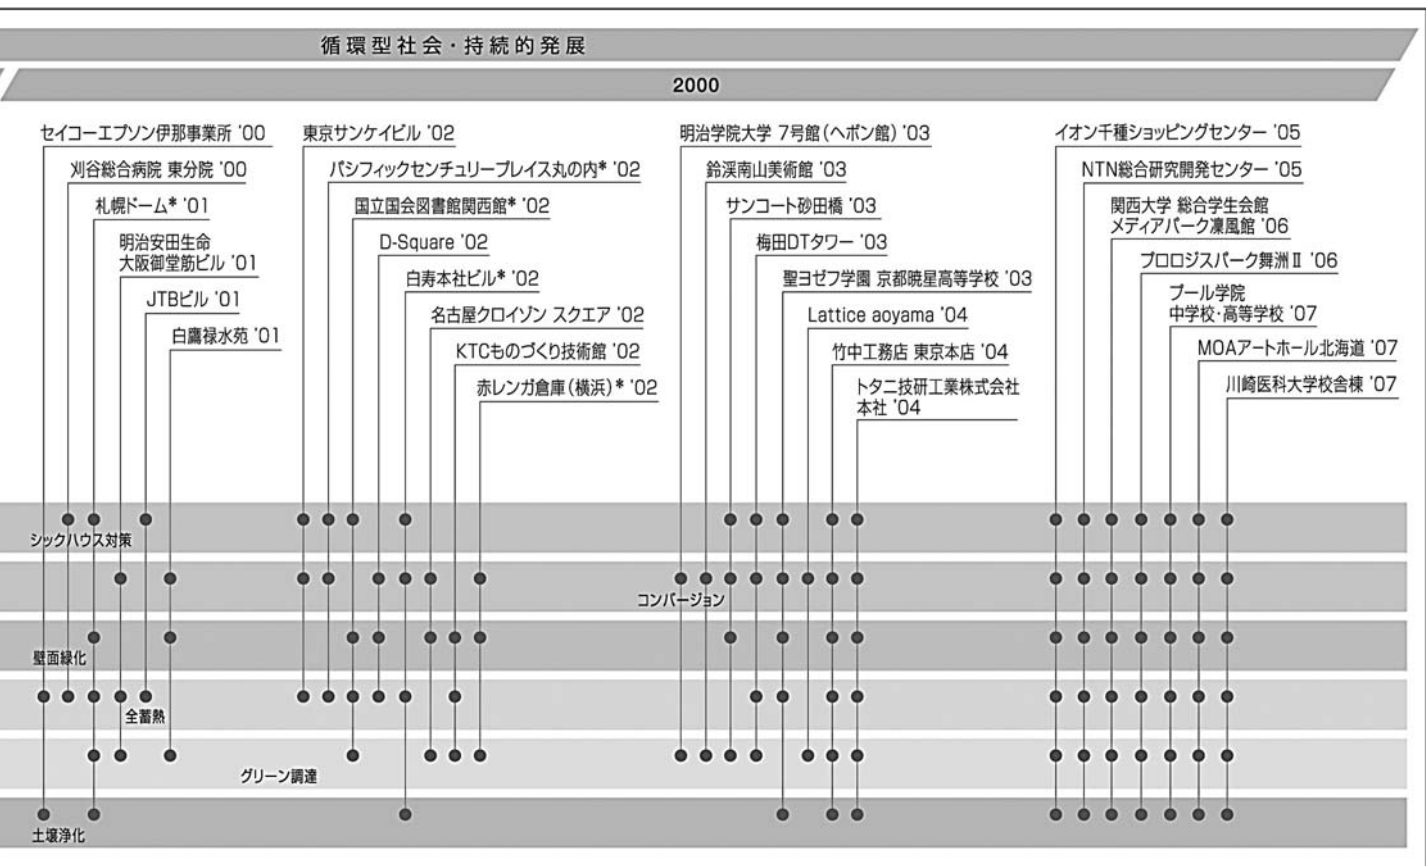 循環型社会・持続的発展
2000
セイコーエプソン伊那事業所 '00
刈谷総合病院 東分院 '00
札幌ドーム* '01
明治安田生命
大阪御堂筋ビル '01
JTBビル '01
白鷹禄水苑 '01
東京サンケイビル '02
パシフィックセンチュリープレイス丸の内* '02
国立国会図書館関西館* '02
D-Square '02
白寿本社ビル* '02
名古屋クロイゾン スクエア '02
KTCものづくり技術館 '02
赤レンガ倉庫(横浜)* '02
明治学院大学 7号館(ヘボン館) '03
鈴渓南山美術館 '03
サンコート砂田橋 '03
梅田DTタワー '03
聖ヨゼフ学園 京都暁星高等学校 '03
Lattice aoyama '04
竹中工務店 東京本店 '04
トタニ技研工業株式会社
本社 '04
イオン千種ショッピングセンター '05
NTN総合研究開発センター '05
関西大学 総合学生会館
メディアパーク凜風館 '06
プロロジスパーク舞洲Ⅱ '06
プール学院
中学校・高等学校 '07
MOAアートホール北海道 '07
川崎医科大学校舎棟 '07
シックハウス対策
コンバージョン
壁面緑化
全蓄熱
グリーン調達
土壌浄化